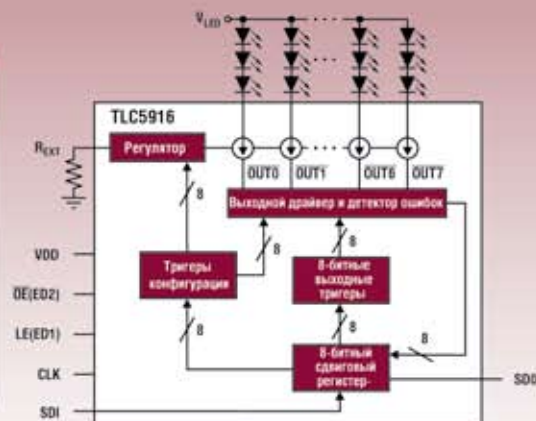 VLED
TLC5916
REXT
Регулятор
OUT0 OUT1 OUT6 OUT7
8
Выходной драйвер и детектор ошибок
VDD
8
8
Тригеры
конфигурации
8-битные
выходные
тригеры
OE(ED2)
LE(ED1)
8
8
8
CLK
8-битный
сдвиговый
регистер-
SDO
SDI